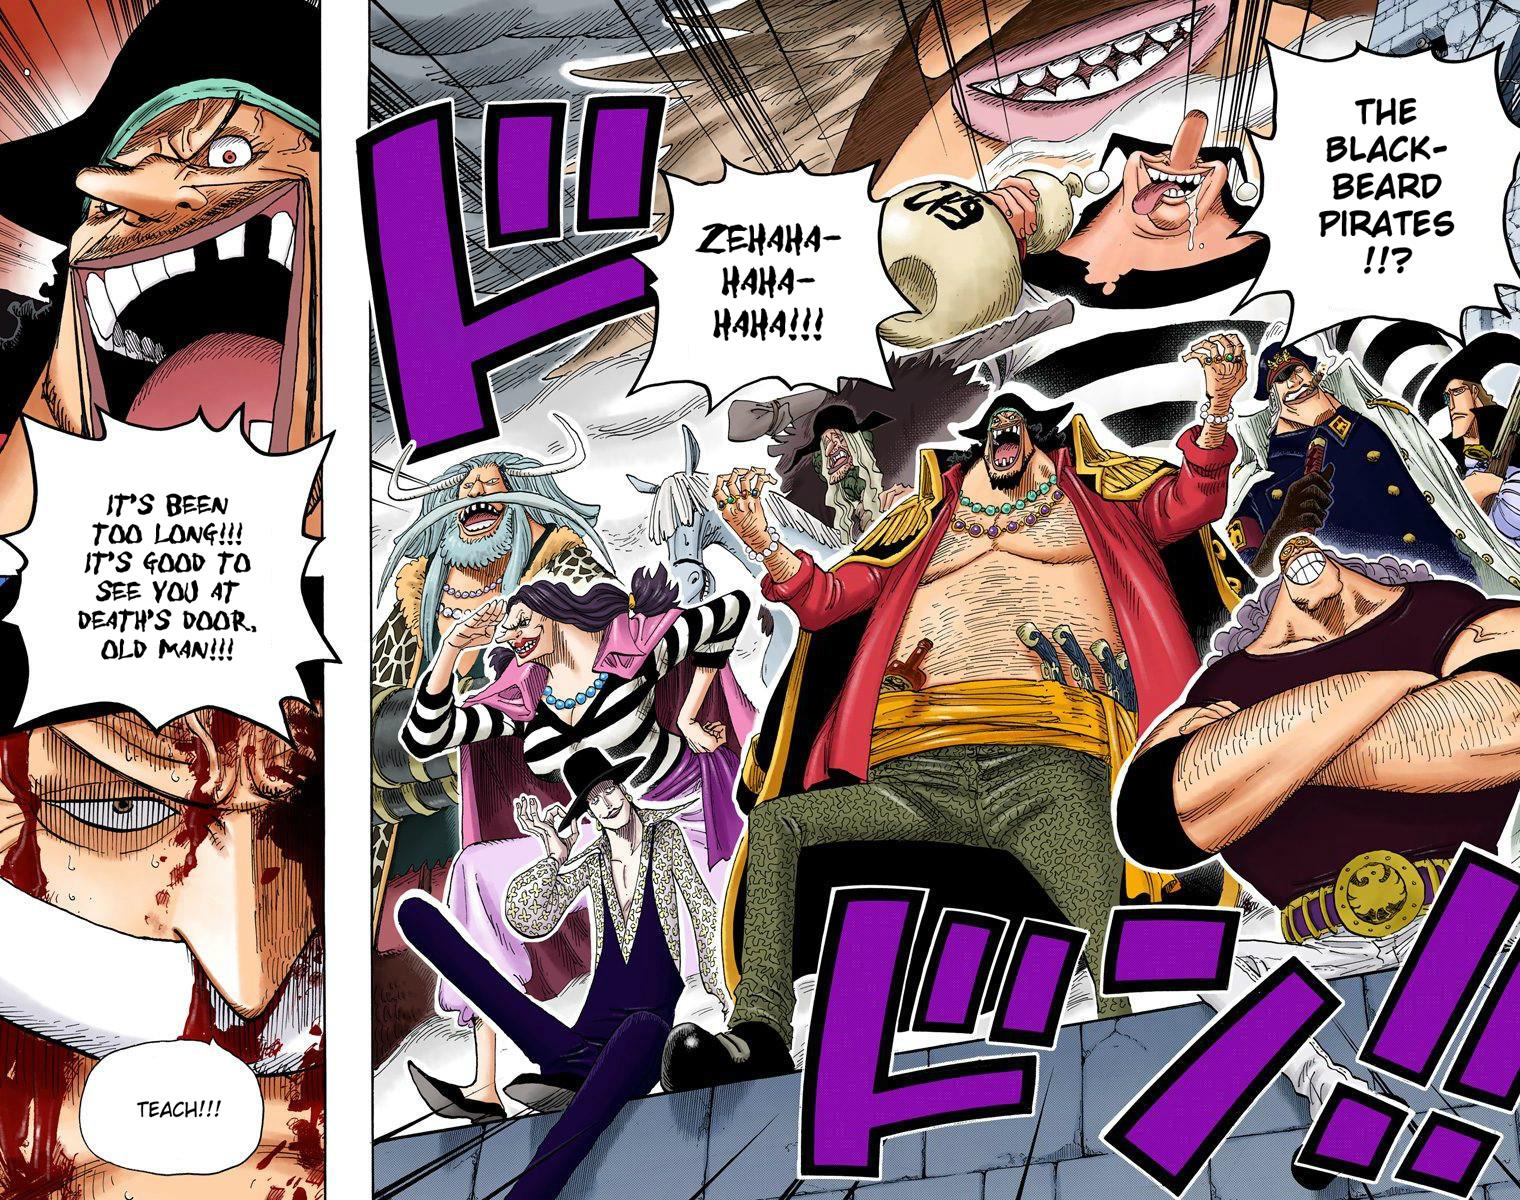 THE
BLACK-
BEARD
PIRATES
!!?
ZEHAHA-
HAHA-
HAHA!!!
ド
ドン!!
IT'S BEEN
TOO LONG!!!
IT'S GOOD TO
SEE YOU AT
DEATH'S DOOR,
OLD MAN!!!
TEACH!!!